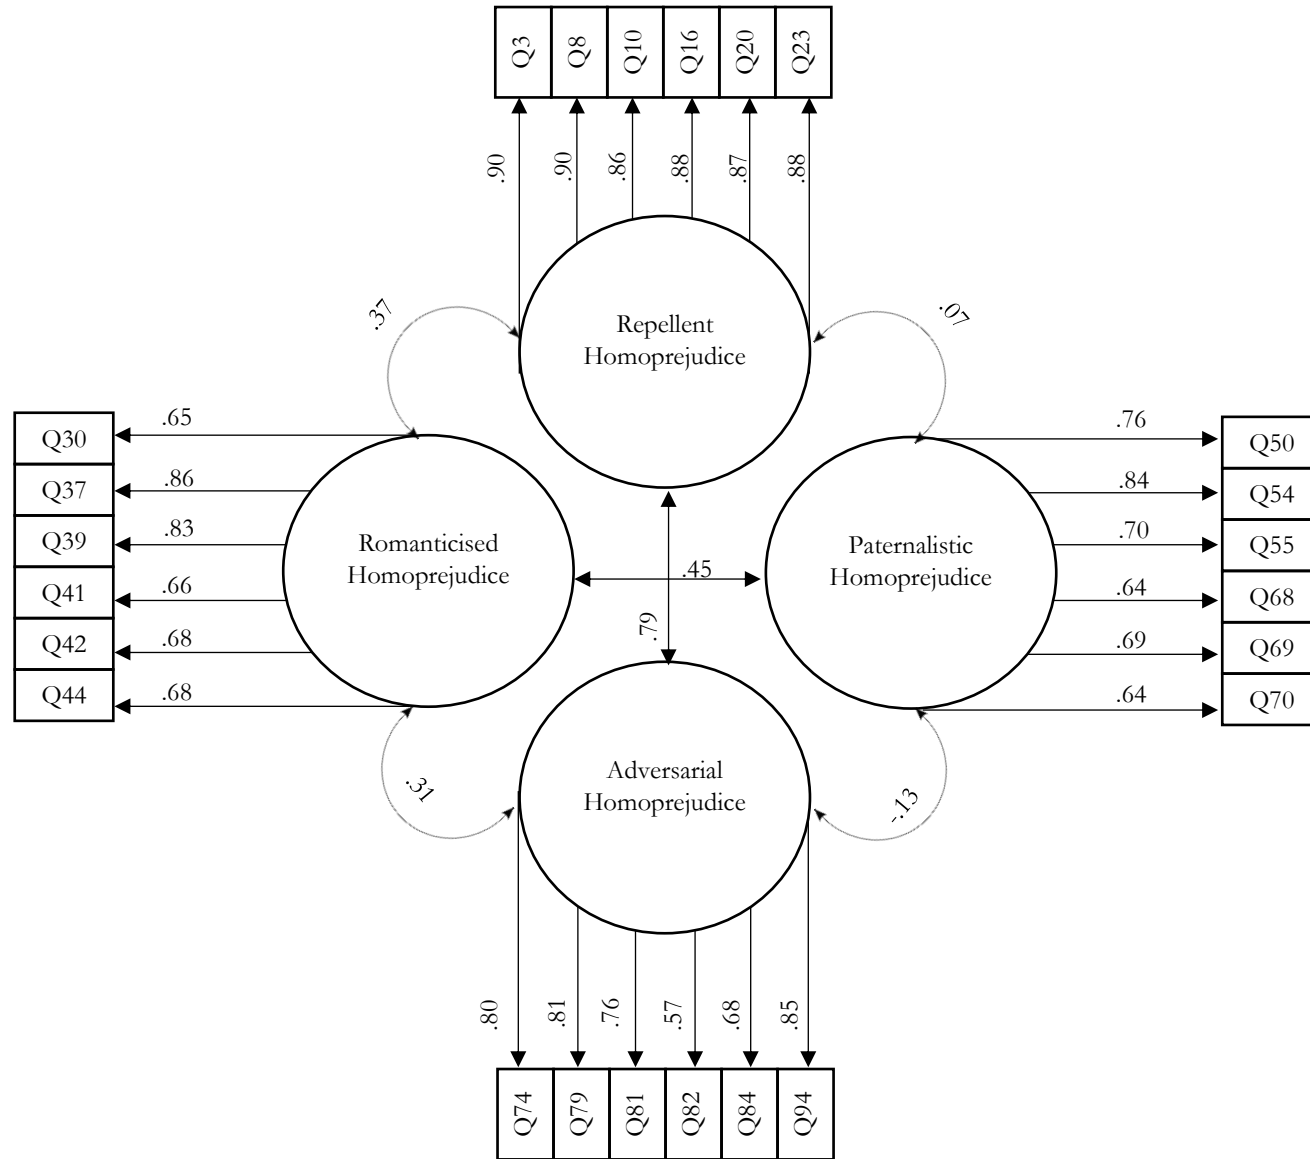 Q3 Q8 Q10 Q16 Q20 Q23
.90 .90 .86 .88 .87 .88
.37
.07
Repellent
Homoprejudice
Q30 .65
Q37 .86
Q39 .83
Q41 .66
Q42 .68
Q44 .68
Romanticised
Homoprejudice
.45
.79
Paternalistic
Homoprejudice
.76 Q50
.84 Q54
.70 Q55
.64 Q68
.69 Q69
.64 Q70
.31
-.13
Adversarial
Homoprejudice
.80 .81 .76 .57 .68 .85
Q74 Q79 Q81 Q82 Q84 Q94